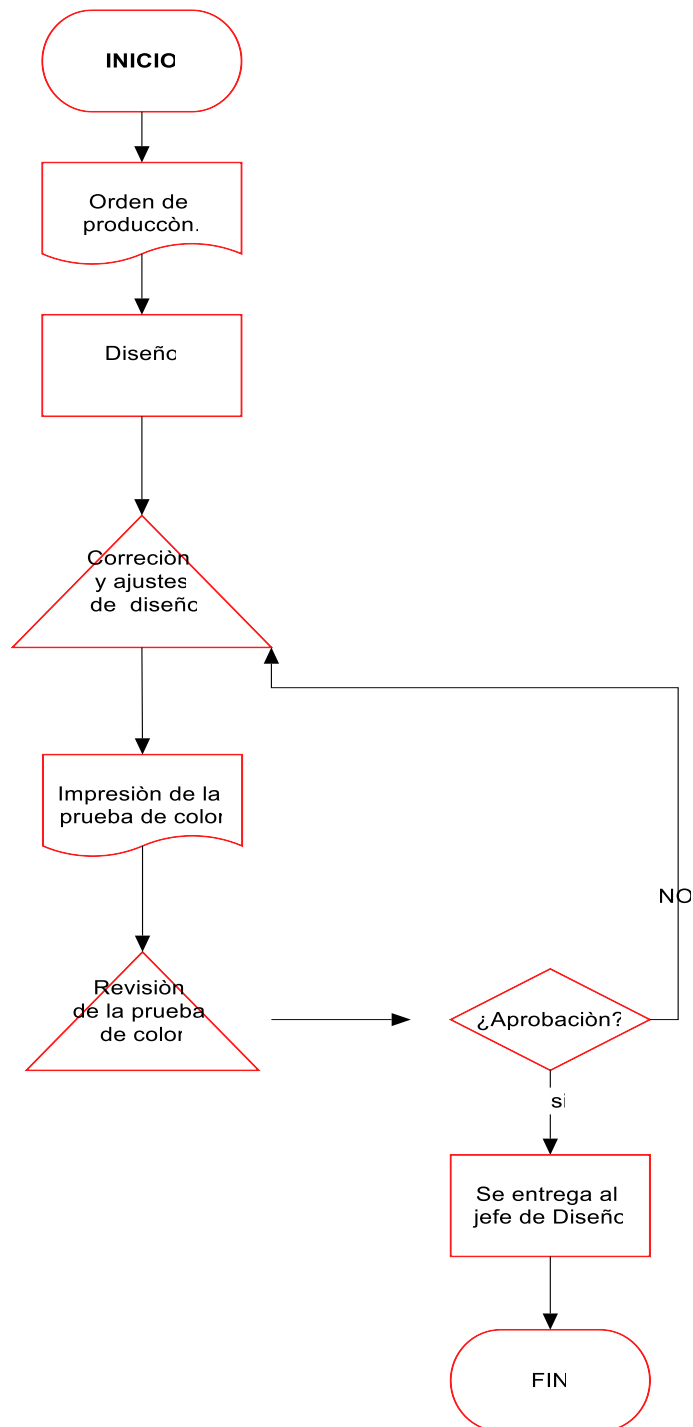 INICIO
Orden de
produccòn.
Diseño
Correciòn
y ajustes
de diseño
Impresiòn de la
prueba de color
NO
Revisiòn
de la prueba
de color
¿Aprobaciòn?
si
Se entrega al
jefe de Diseño
FIN